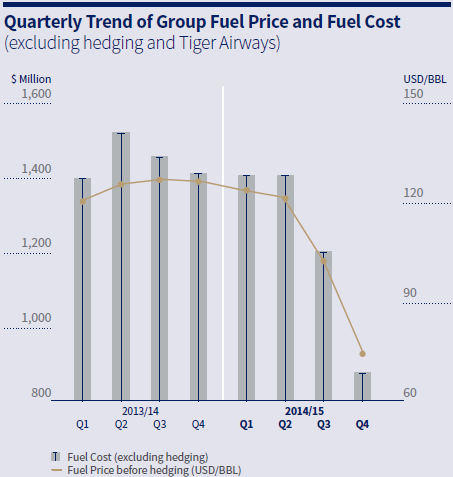 Quarterly Trend of Group Fuel Price and Fuel Cost
(excluding hedging and Tiger Airways)
$ Million USD/BBL
1,600 150
1,400
120
1,200
90
1,000
800 60
2013/14 2014/15
Q1 Q2 Q3 Q4 Q1 Q2 Q3 Q4
Fuel Cost (excluding hedging)
Fuel Price before hedging (USD/BBL)